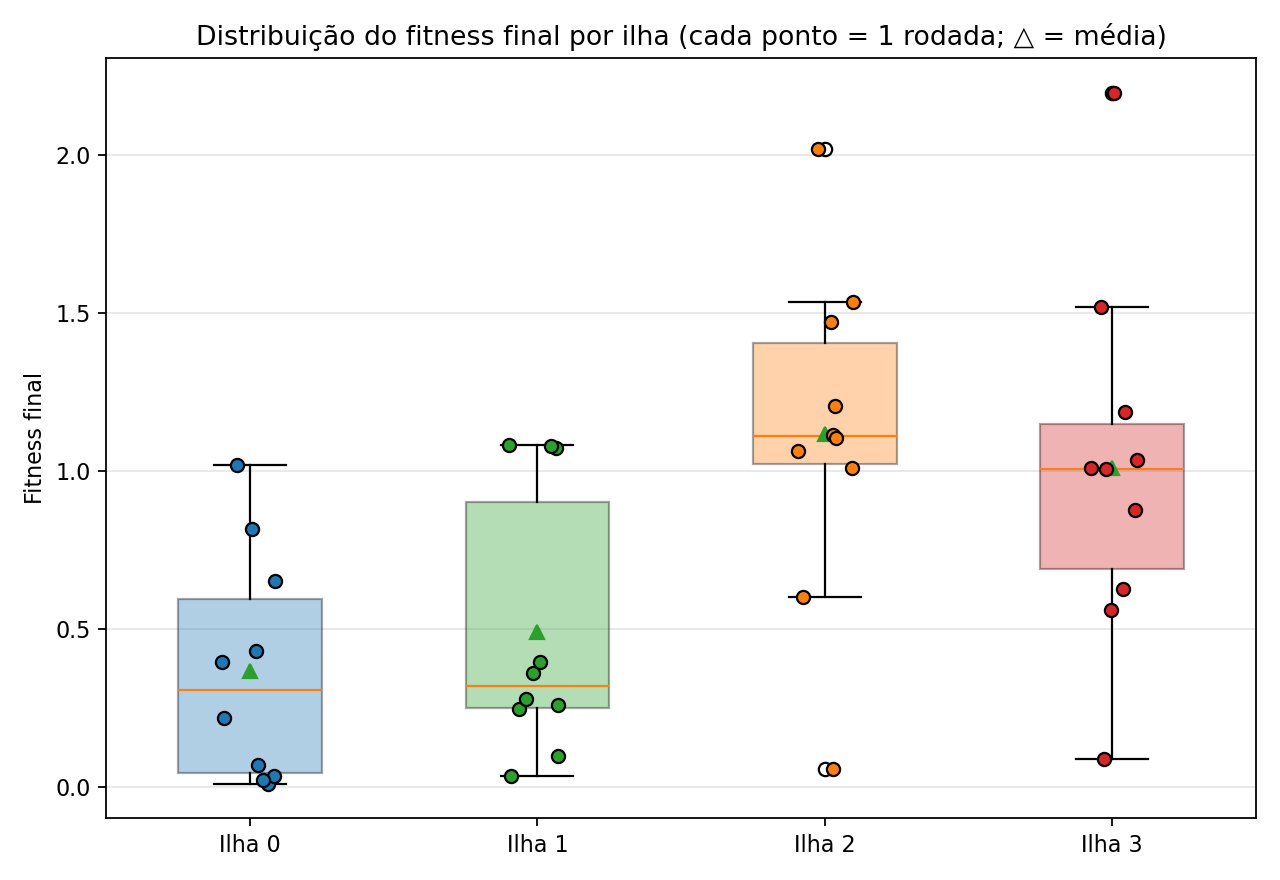 Distribuição do fitness final por ilha (cada ponto = 1 rodada; △ = média)
Fitness final
2.0
1.5
1.0
0.5
0.0
Ilha 0
Ilha 1
Ilha 2
Ilha 3